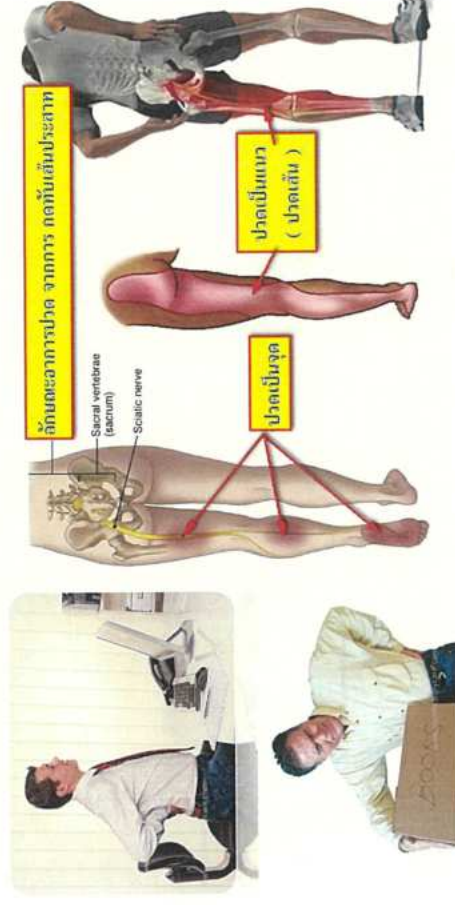 ลักษณะอาการปวด จากการ กดทับเส้นประสาท
Sacral vertebrae
(sacrum)
Sciatic nerve
ปวดเป็นจุด
ปวดเป็นแนว
( ปวดเส้น )
BOOKS